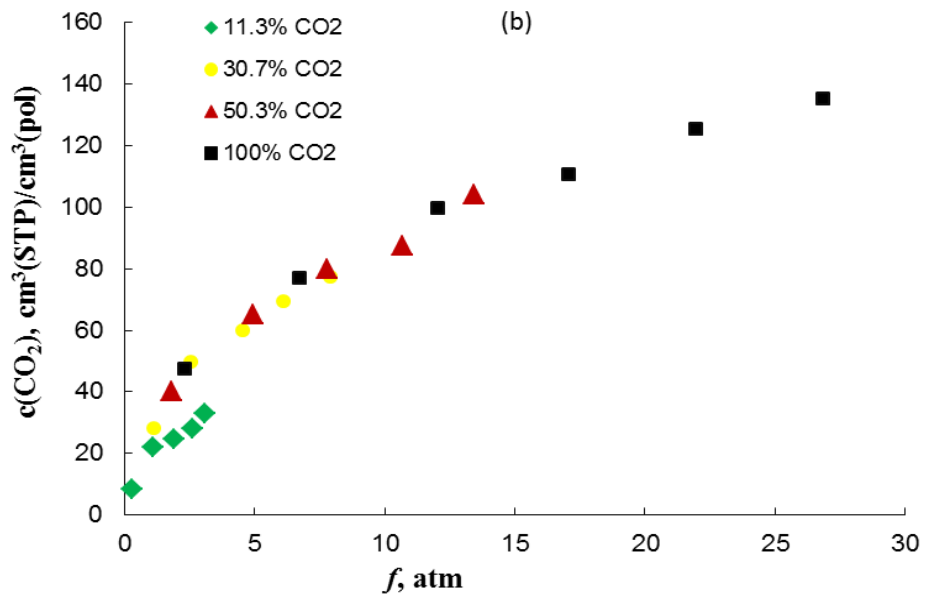 (b)
11.3% CO2
30.7% CO2
50.3% CO2
100% CO2
c(CO₂), cm³(STP)/cm³(pol)
160
140
120
100
80
60
40
20
0
0 5 10 15 20 25 30
f, atm